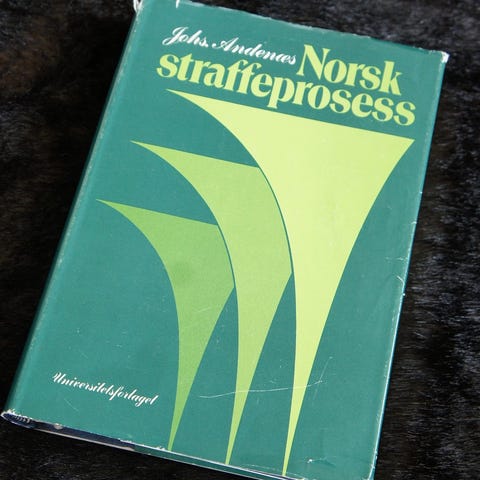 Johs. Andenæs Norsk
straffeprosess
Universitetsforlaget